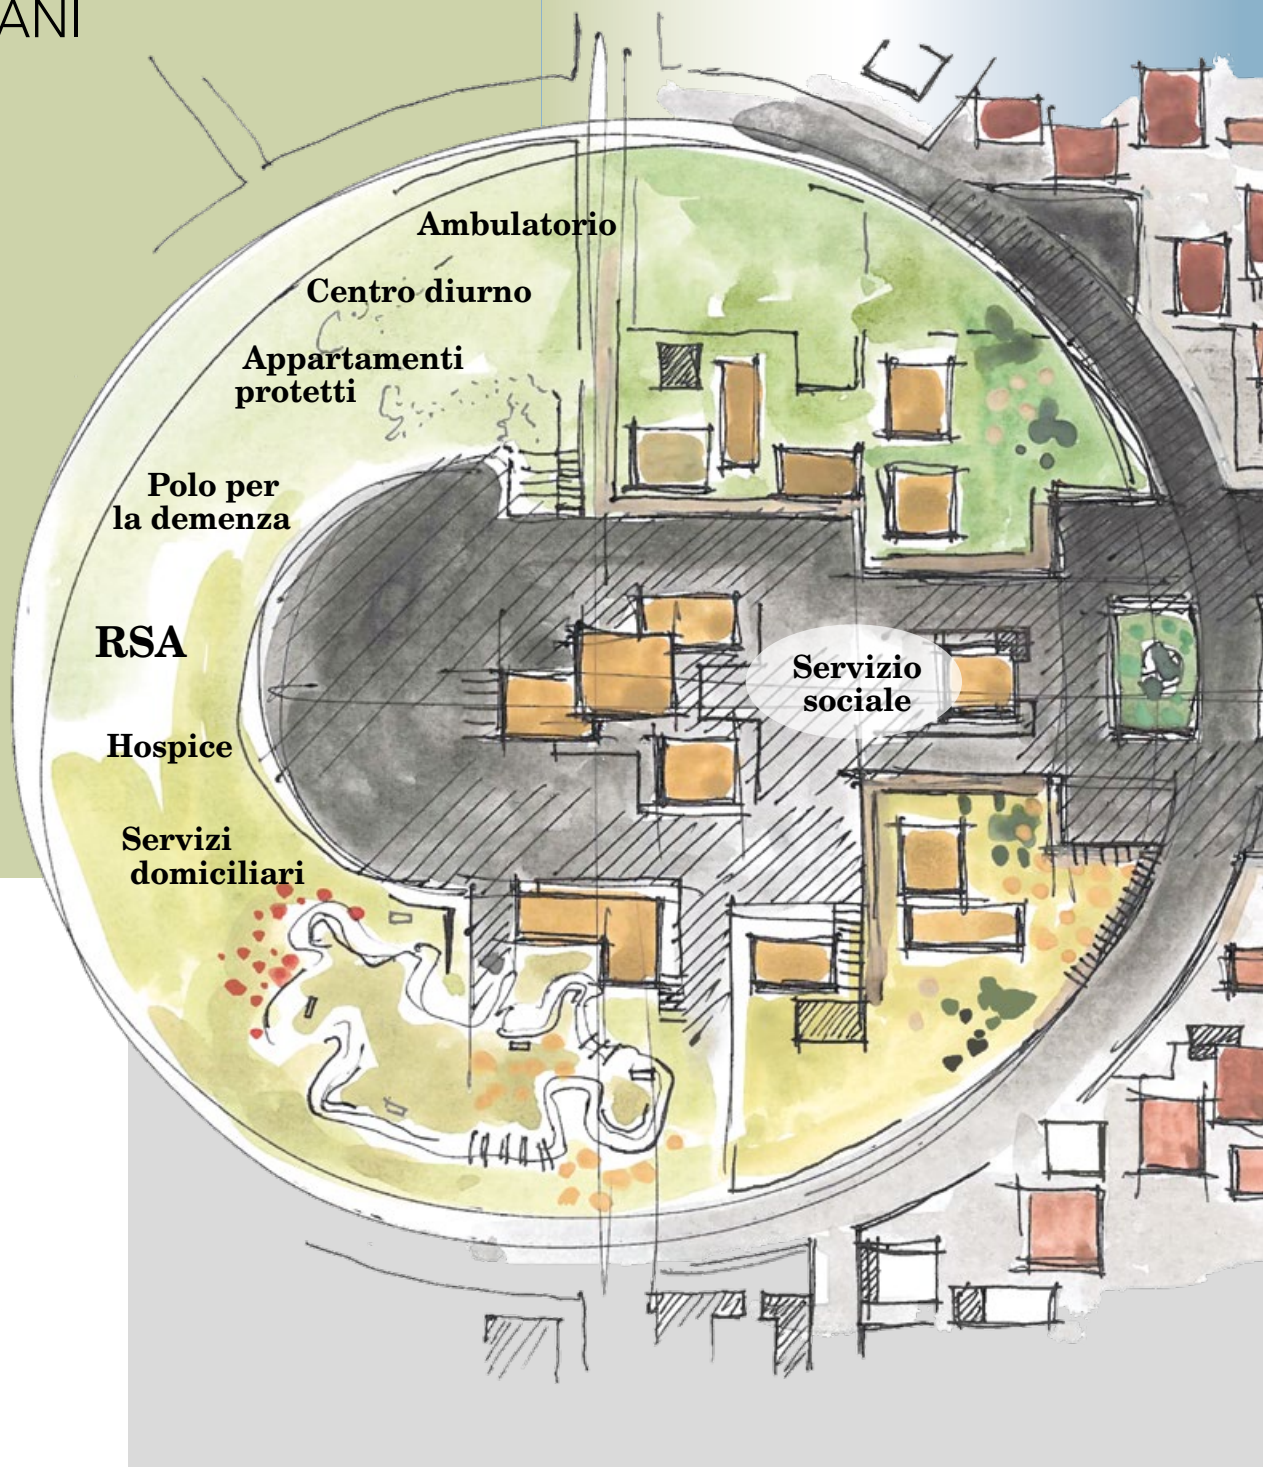 ANI
Ambulatorio
Centro diurno
Appartamenti
protetti
Polo per
la demenza
RSA
Servizio
sociale
Hospice
Servizi
domiciliari